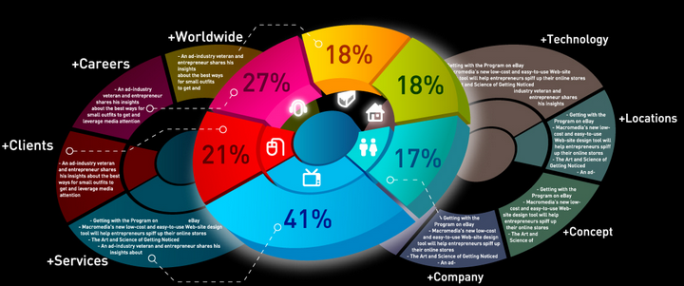 +Worldwide
- An ad-industry veteran and
entrepreneur shares his
insights
about the best ways
for small outfits
to get and
+Careers
- An ad-industry
veteran and entrepreneur
shares his insights
about the best ways for
small outfits to get and
leverage media attention
+Clients
- An ad-industry veteran and
entrepreneur shares his
insights about the best
ways for small outfits to
get and leverage media
attention
+Services
- Getting with the Program on eBay
- Macromedia's new low-cost and easy-to-use Web-site design
tool will help entrepreneurs spiff up their online stores
- The Art and Science of Getting Noticed
- An ad-industry veteran and entrepreneur shares his
insights about
27%
18%
18%
21%
17%
41%
+Technology
Getting with the Program on eBay
Macromedia's new low-cost and easy-to-use Web-site
design tool will help entrepreneurs spiff up their online stores
and Science of Getting Noticed
industry veteran and
entrepreneur shares
his insights
+Locations
- Getting with the
Program on eBay
- Macromedia's new low-
cost and easy-to-use Web-
site design tool will help
entrepreneurs spiff up
their online stores
- The Art and Science of
Getting Noticed
- An ad-
+Concept
- Getting with the
Program on eBay
- Macromedia's new low-
cost and easy-to-use Web-
site design tool will help
entrepreneurs spiff up
their online stores
- The Art and
Science of
+Company
- Getting with the
Program on eBay
- Macromedia's new low-cost
and easy-to-use Web-site design
tool will help entrepreneurs spiff up
their online stores
- The Art and Science of Getting Noticed
- An ad-